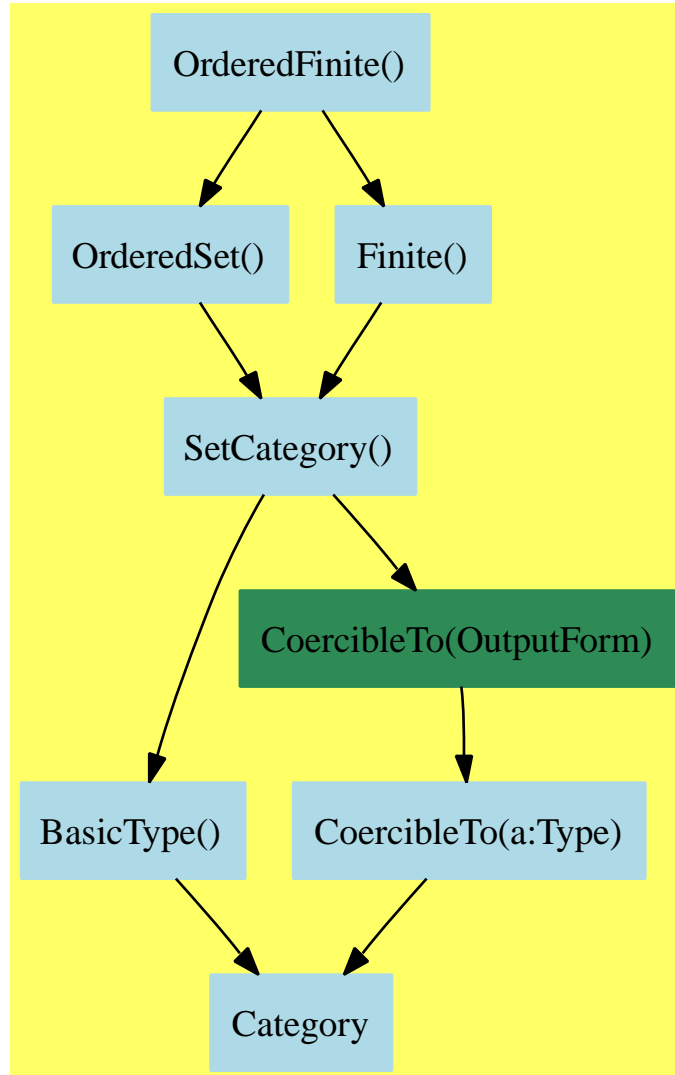 OrderedFinite()
OrderedSet()
Finite()
SetCategory()
CoercibleTo(OutputForm)
BasicType()
CoercibleTo(a:Type)
Category